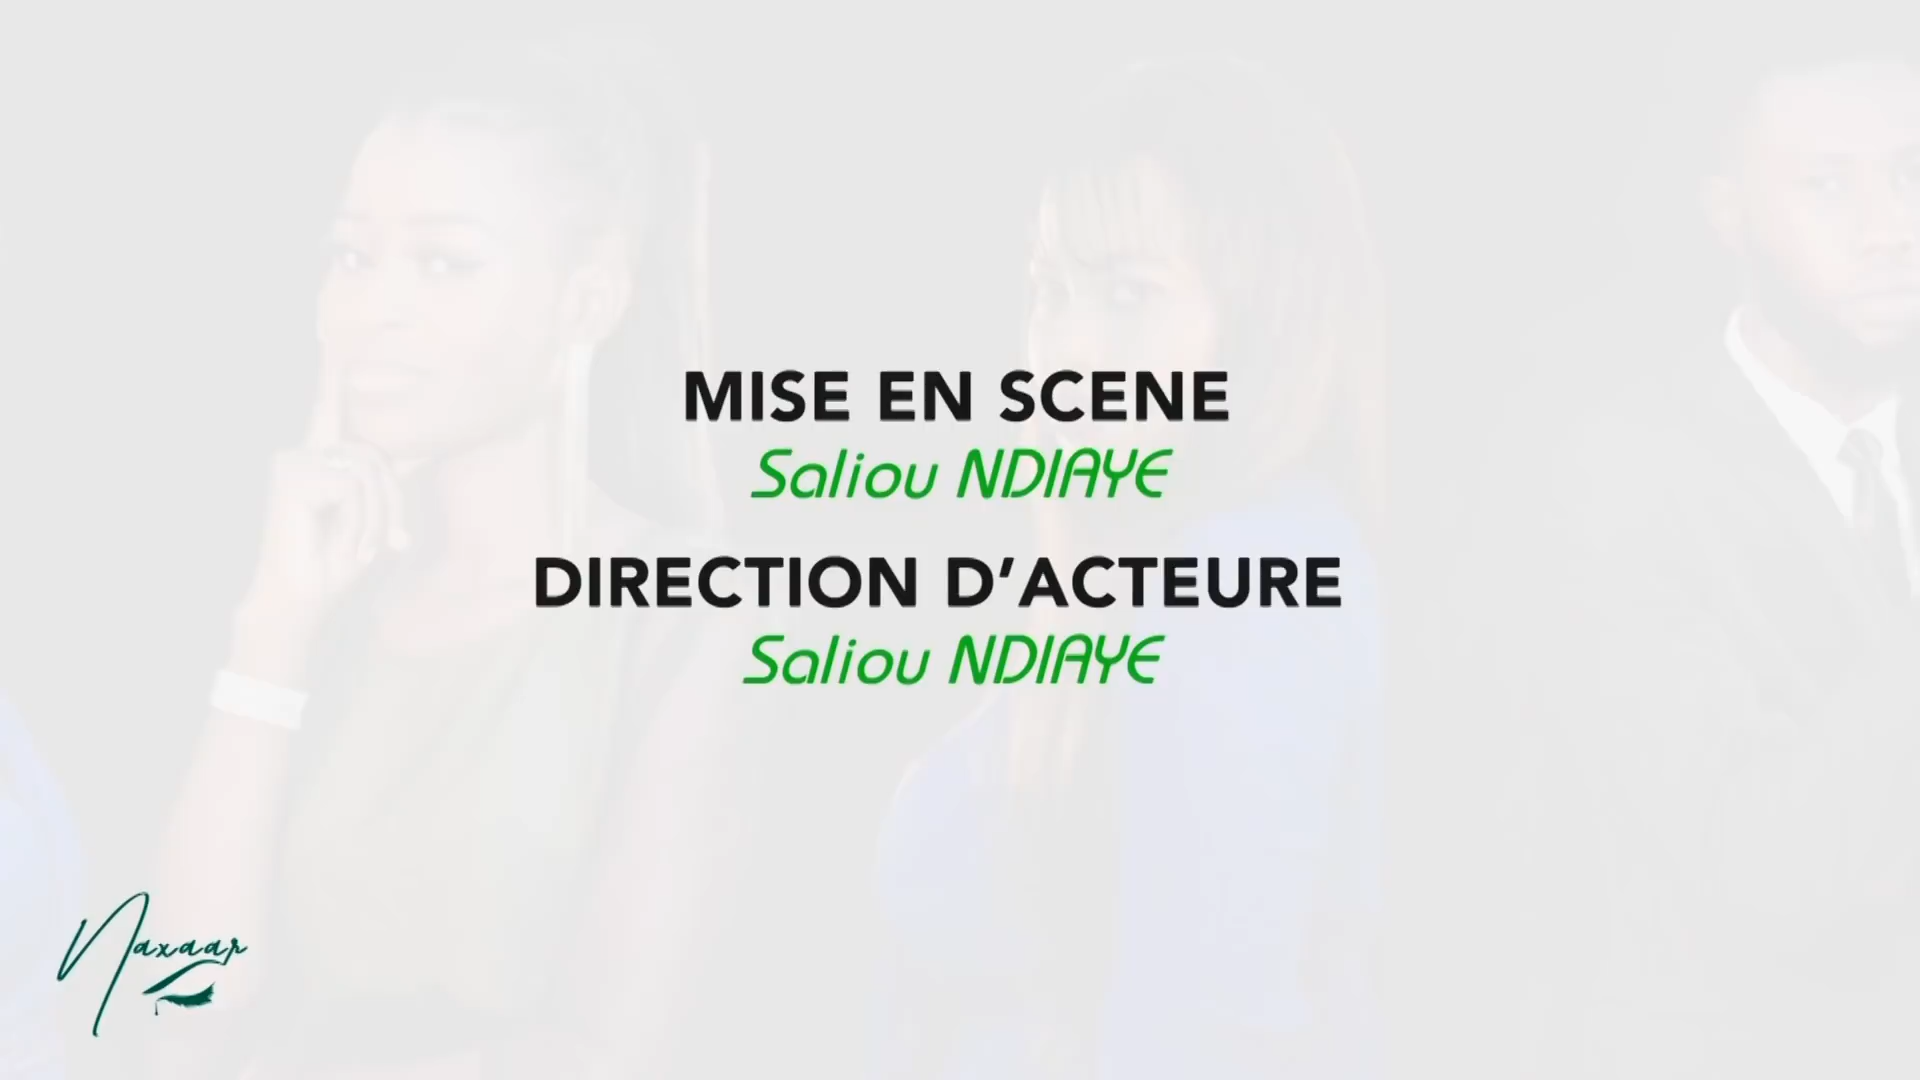 MISE EN SCENE
Saliou NDIAYE
DIRECTION D’ACTEURE
Saliou NDIAYE
Naxaar